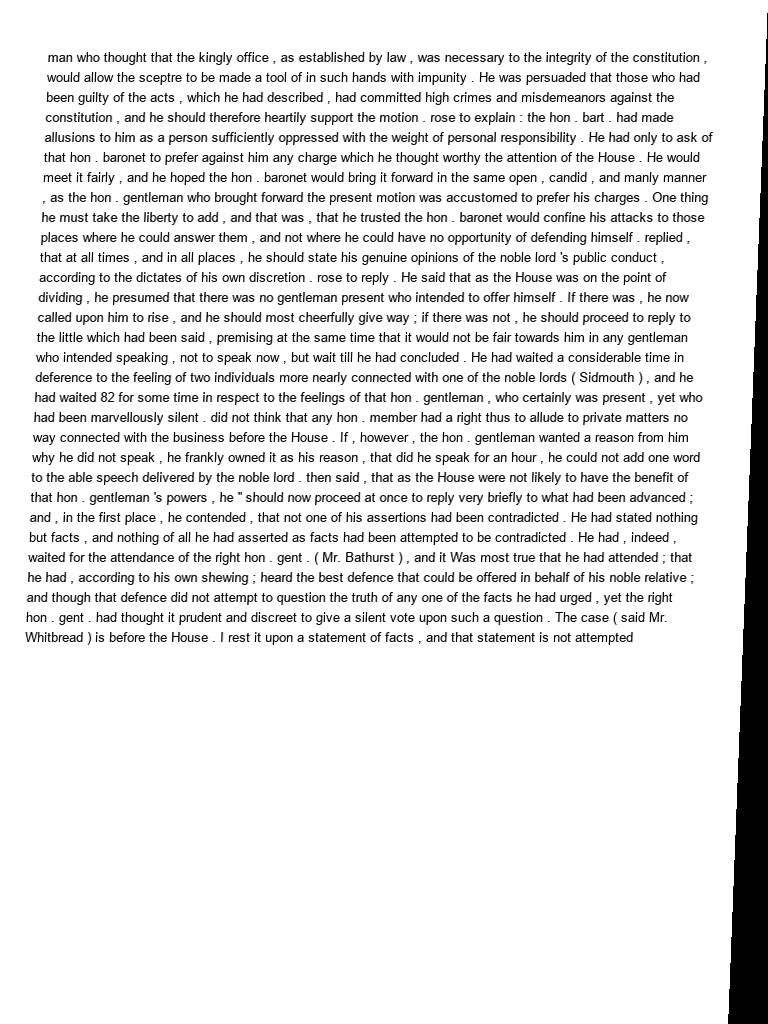 man who thought that the kingly office , as established by law , was necessary to the integrity of the constitution ,
would allow the sceptre to be made a tool of in such hands with impunity . He was persuaded that those who had
been guilty of the acts , which he had described , had committed high crimes and misdemeanors against the
constitution , and he should therefore heartily support the motion . rose to explain : the hon . bart . had made
allusions to him as a person sufficiently oppressed with the weight of personal responsibility . He had only to ask of
that hon . baronet to prefer against him any charge which he thought worthy the attention of the House . He would
meet it fairly , and he hoped the hon . baronet would bring it forward in the same open , candid , and manly manner
, as the hon . gentleman who brought forward the present motion was accustomed to prefer his charges . One thing
he must take the liberty to add , and that was , that he trusted the hon . baronet would confine his attacks to those
places where he could answer them , and not where he could have no opportunity of defending himself . replied ,
that at all times , and in all places , he should state his genuine opinions of the noble lord 's public conduct ,
according to the dictates of his own discretion . rose to reply . He said that as the House was on the point of
dividing , he presumed that there was no gentleman present who intended to offer himself . If there was , he now
called upon him to rise , and he should most cheerfully give way ; if there was not , he should proceed to reply to
the little which had been said , premising at the same time that it would not be fair towards him in any gentleman
who intended speaking , not to speak now , but wait till he had concluded . He had waited a considerable time in
deference to the feeling of two individuals more nearly connected with one of the noble lords ( Sidmouth ) , and he
had waited 82 for some time in respect to the feelings of that hon . gentleman , who certainly was present , yet who
had been marvellously silent . did not think that any hon . member had a right thus to allude to private matters no
way connected with the business before the House . If , however , the hon . gentleman wanted a reason from him
why he did not speak , he frankly owned it as his reason , that did he speak for an hour , he could not add one word
to the able speech delivered by the noble lord . then said , that as the House were not likely to have the benefit of
that hon . gentleman 's powers , he " should now proceed at once to reply very briefly to what had been advanced ;
and , in the first place , he contended , that not one of his assertions had been contradicted . He had stated nothing
but facts , and nothing of all he had asserted as facts had been attempted to be contradicted . He had , indeed ,
waited for the attendance of the right hon . gent . ( Mr. Bathurst ) , and it Was most true that he had attended ; that
he had , according to his own shewing ; heard the best defence that could be offered in behalf of his noble relative ;
and though that defence did not attempt to question the truth of any one of the facts he had urged , yet the right
hon . gent . had thought it prudent and discreet to give a silent vote upon such a question . The case ( said Mr.
Whitbread ) is before the House . I rest it upon a statement of facts , and that statement is not attempted